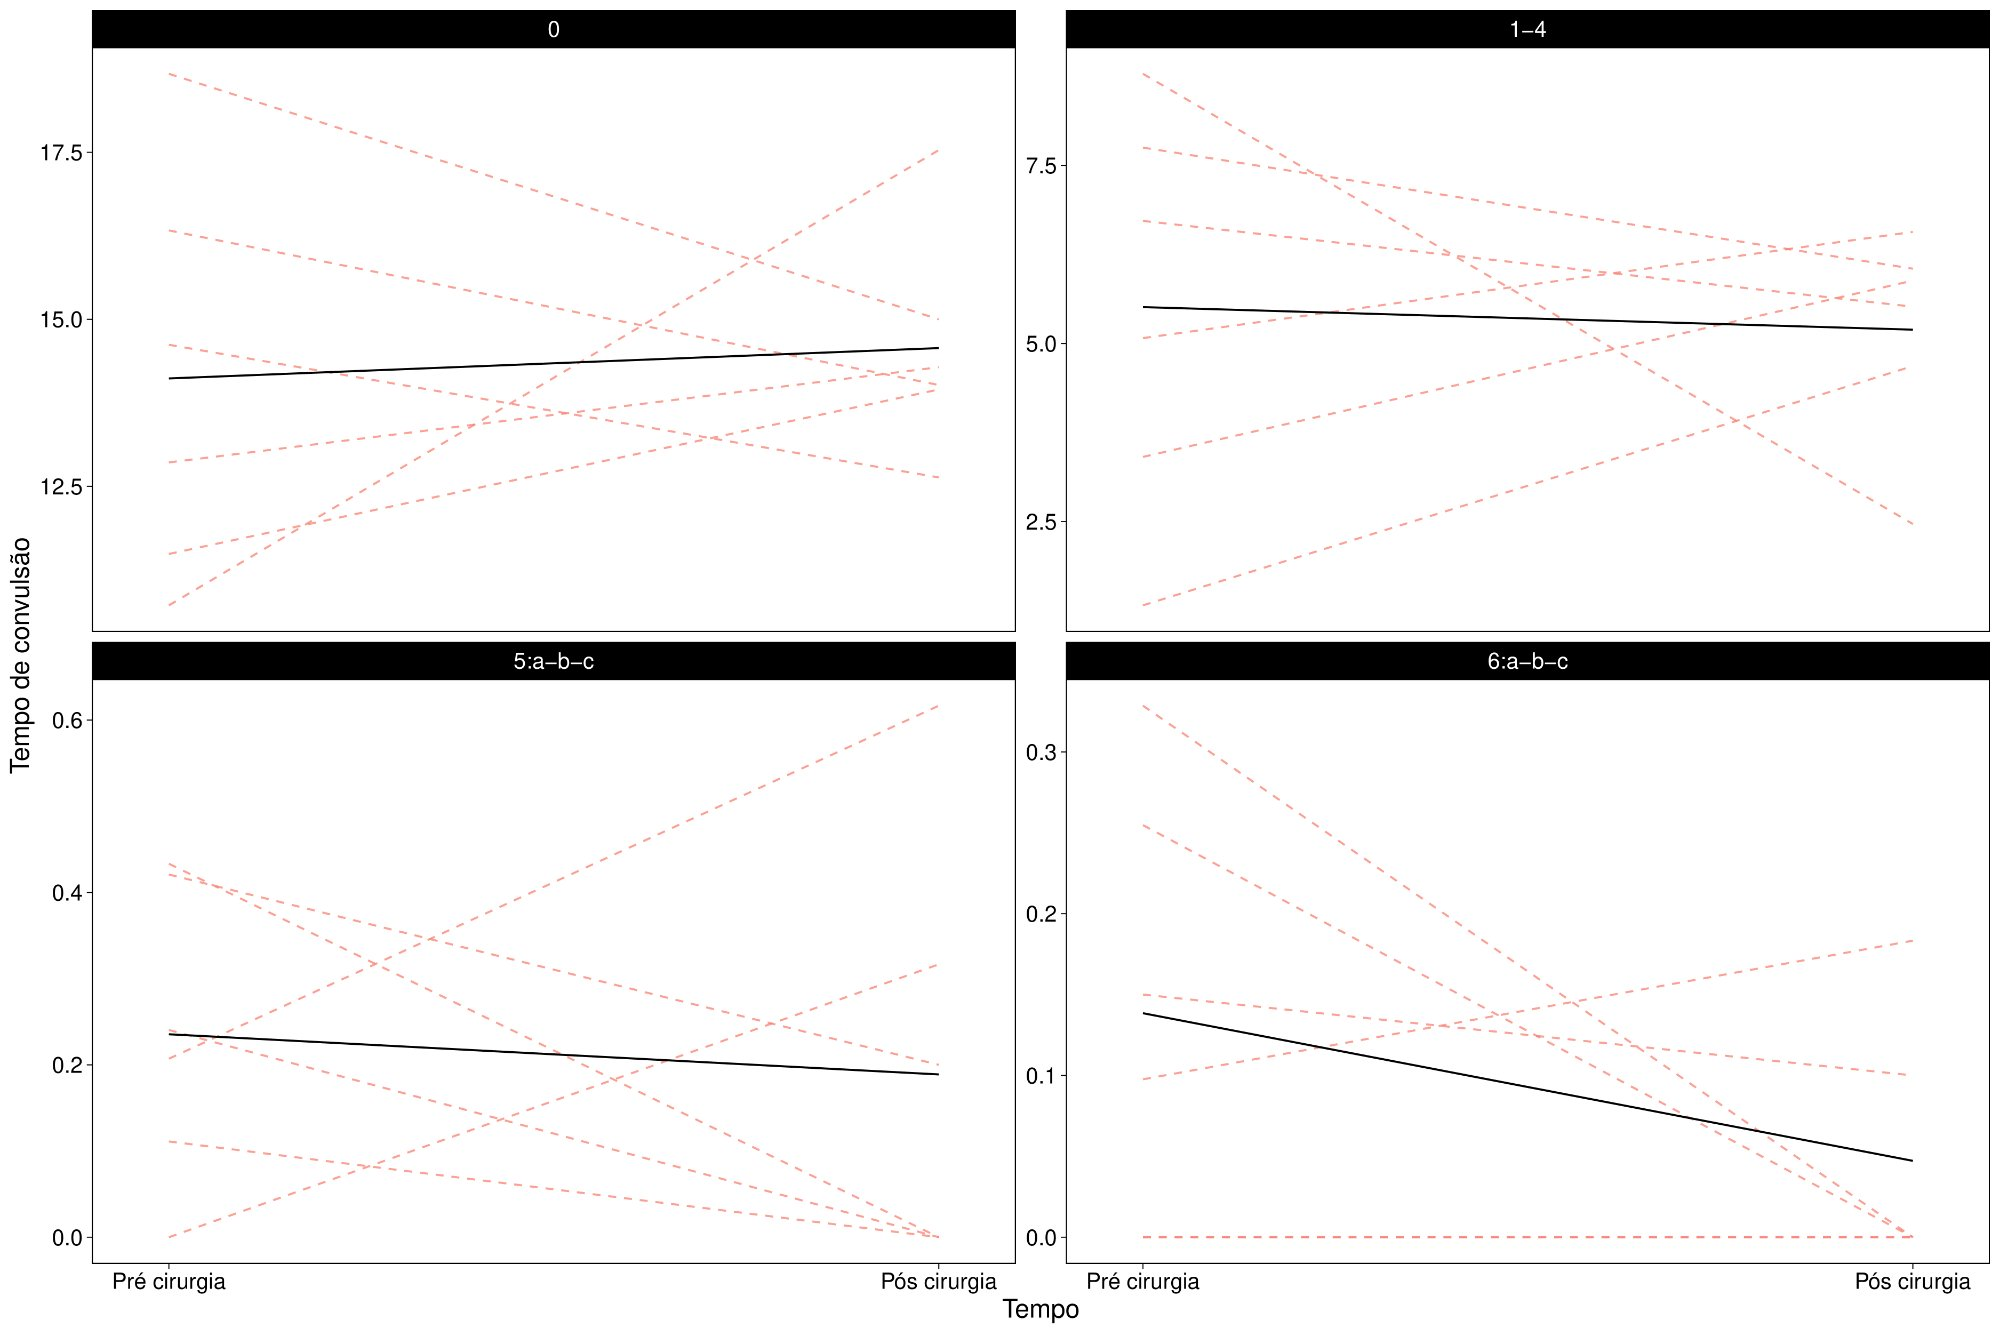 0
1−4
17.5
15.0
12.5
7.5
5.0
2.5
5:a−b−c
6:a−b−c
0.6
0.4
0.2
0.0
0.3
0.2
0.1
0.0
Pré cirurgia
Pós cirurgia
Pré cirurgia
Pós cirurgia
Tempo
Tempo de convulsão